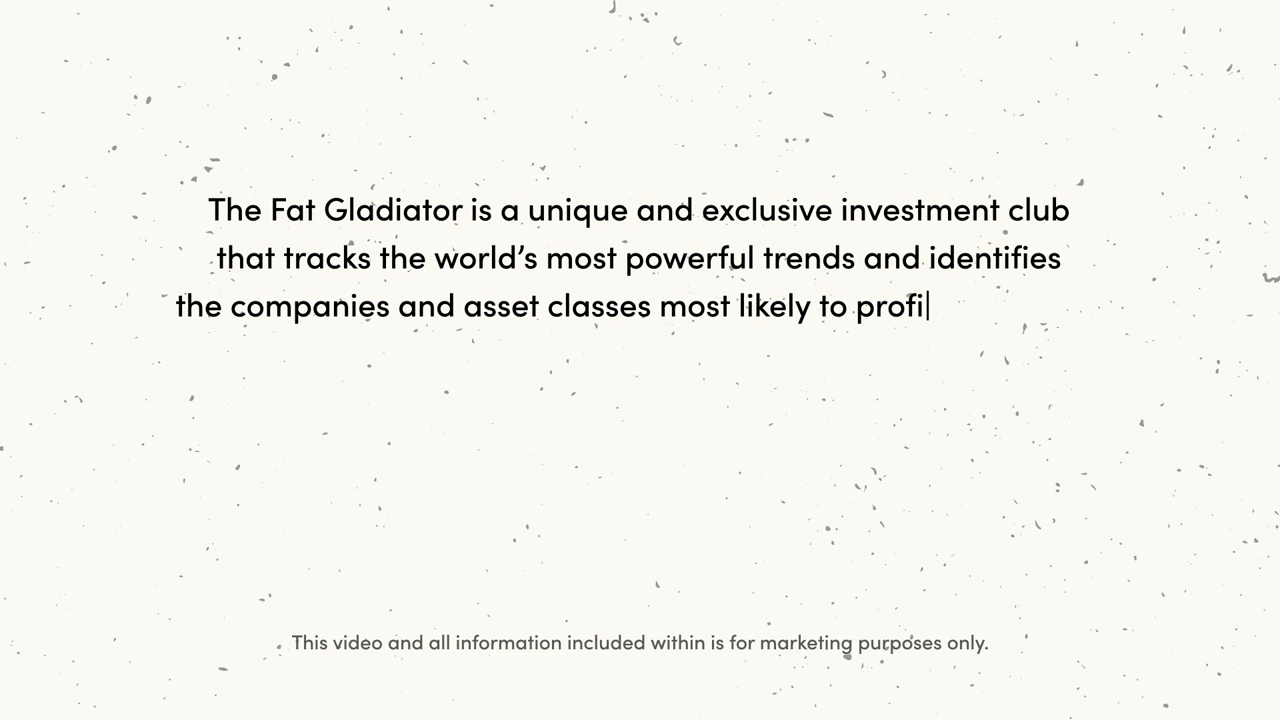 The Fat Gladiator is a unique and exclusive investment club
that tracks the world’s most powerful trends and identifies
the companies and asset classes most likely to profi
This video and all information included within is for marketing purposes only.